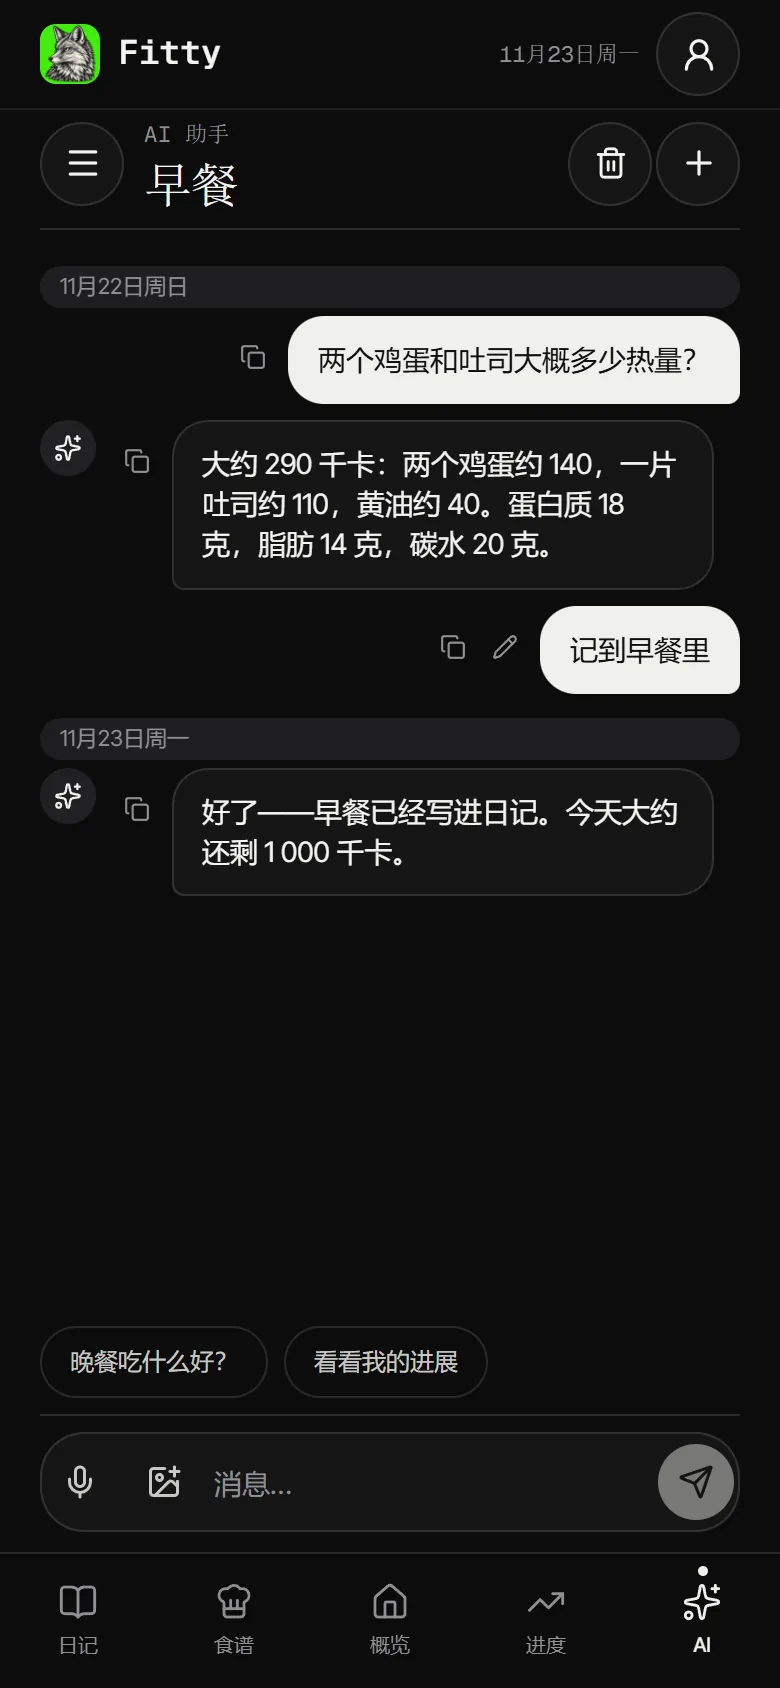 Fitty
11月23日周一
AI 助手
早餐
11月22日周日
两个鸡蛋和吐司大概多少热量？
大约 290 千卡：两个鸡蛋约 140，一片
吐司约 110，黄油约 40。蛋白质 18
克，脂肪 14 克，碳水 20 克。
记到早餐里
11月23日周一
好了——早餐已经写进日记。今天大约
还剩 1 000 千卡。
晚餐吃什么好？
看看我的进展
消息…
日记
食谱
概览
进度
AI